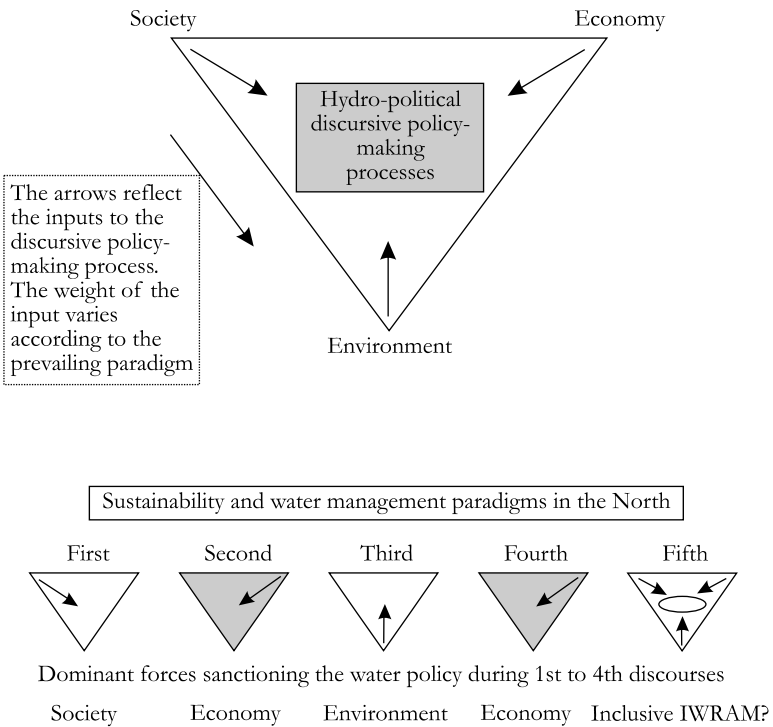 Society Economy
Hydro-political
discursive policy-
making
processes
The arrows reflect
the inputs to the
discursive policy-
making process.
The weight of the
input varies
according to the
prevailing paradigm
Environment
Sustainability and water management paradigms in the North
First Second Third Fourth Fifth
Dominant forces sanctioning the water policy during 1st to 4th discourses
Society Economy Environment Economy Inclusive IWRAM?